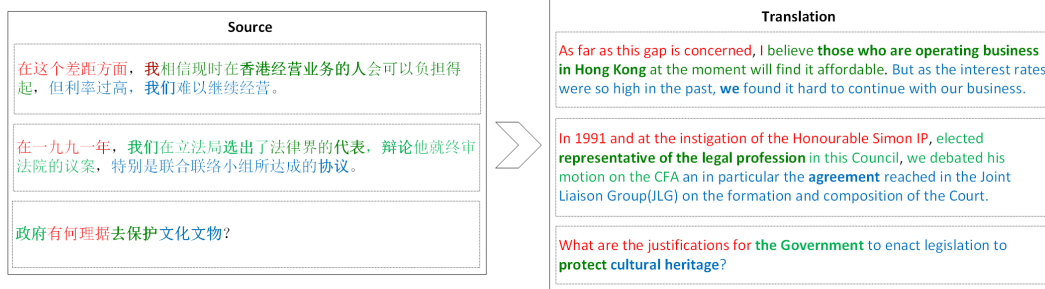 Source
在这个差距方面，我相信现时在香港经营业务的人会可以负担得
起，但利率过高，我们难以继续经营。
在一九九一年，我们在立法局选出了法律界的代表，辩论他就终审
法院的议案，特别是联合联络小组所达成的协议。
政府有何理据去保护文化文物？
Translation
As far as this gap is concerned, I believe those who are operating business
in Hong Kong at the moment will find it affordable. But as the interest rates
were so high in the past, we found it hard to continue with our business.
In 1991 and at the instigation of the Honourable Simon IP, elected
representative of the legal profession in this Council, we debated his
motion on the CFA an in particular the agreement reached in the Joint
Liaison Group(JLG) on the formation and composition of the Court.
What are the justifications for the Government to enact legislation to
protect cultural heritage?